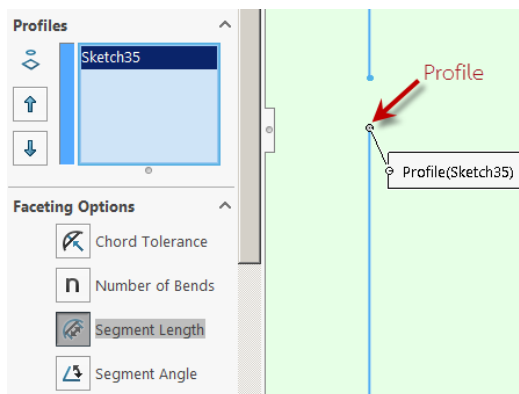 Profiles
Sketch35
Profile
Profile(Sketch35)
Faceting Options
Chord Tolerance
n Number of Bends
Segment Length
Segment Angle